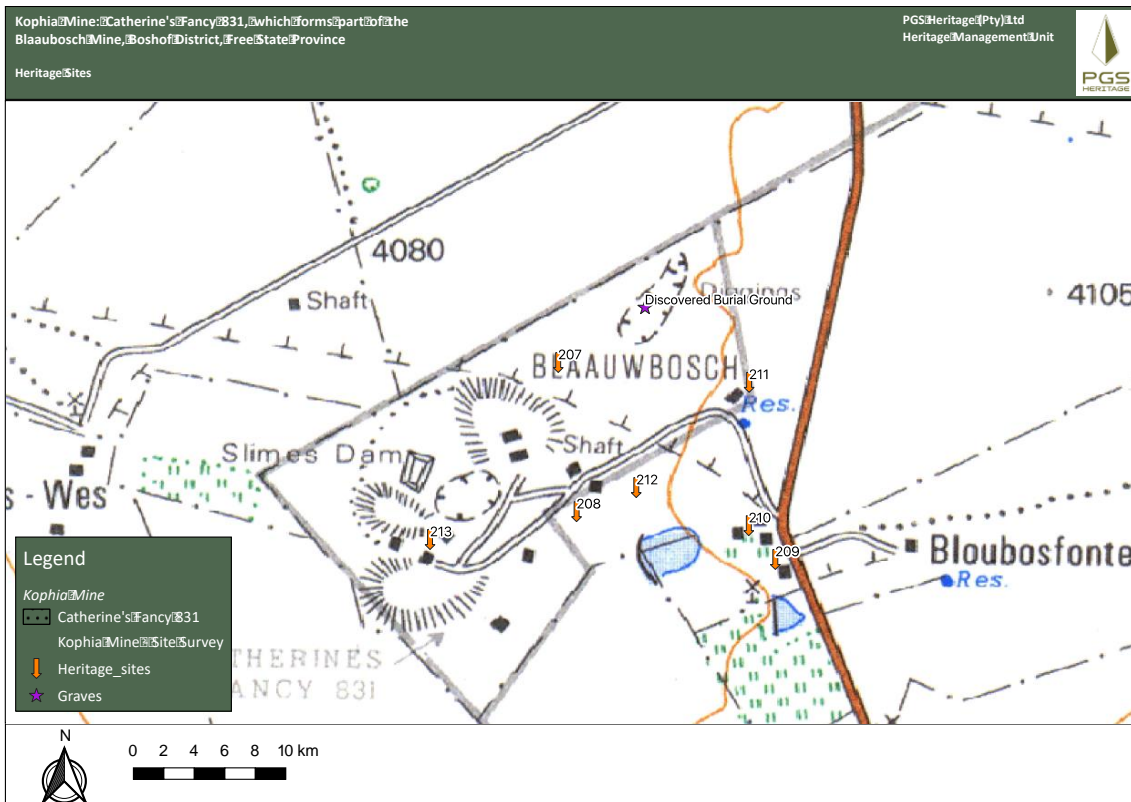 Kophia Mine: Catherine's Fancy 831, which forms part of the
Blaaubosch Mine, Boshof District, Free State Province
Heritage Sites
PGS Heritage (Pty) Ltd
Heritage Management Unit
PGS
HERITAGE
4080
Shaft
Diggings
Discovered Burial Ground
4105
207
BLAAUWBOSCH
211
Res.
Slimes Dam
Shaft
s - Wes
212
208
210
213
209
Bloubosfonte
Res.
THERINES
ANCY 831
Legend
Kophia Mine
Catherine's Fancy 831
Kophia Mine Site Survey
Heritage_sites
Graves
N
0 2 4 6 8 10 km